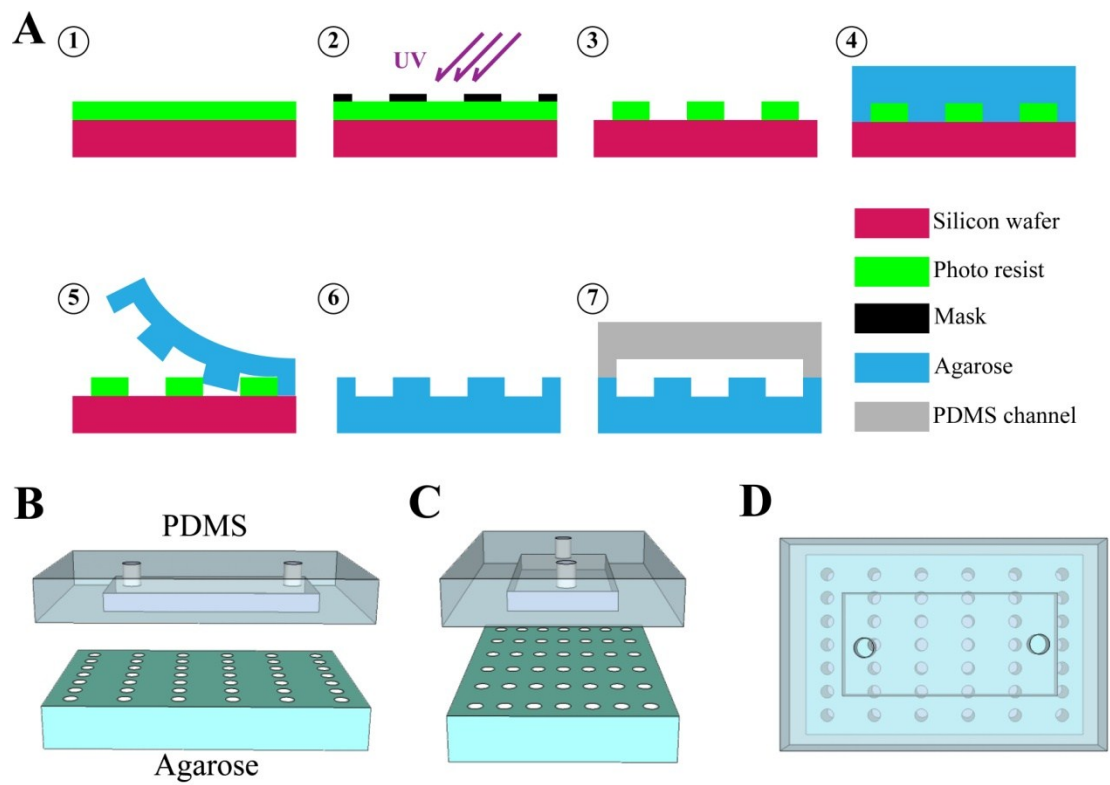 A
1
2
3
4
UV
Silicon wafer
Photo resist
Mask
Agarose
PDMS channel
5
6
7
B
C
D
PDMS
Agarose